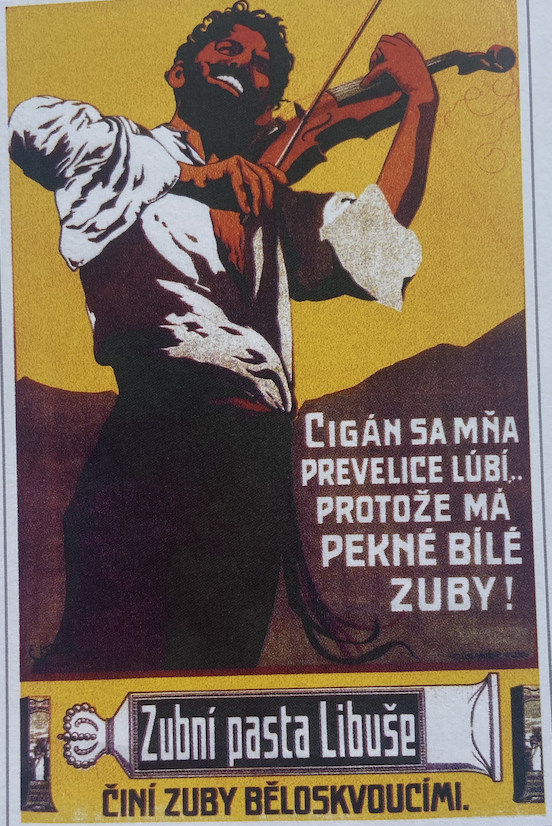 CIGÁN SA MŇA
PREVELICE LÚBÍ..
PROTOŽE MÁ
PEKNÉ BÍLÉ
ZUBY!
Zubní pasta Libuše
ČINÍ ZUBY BĚLOSKVOUCÍMI.